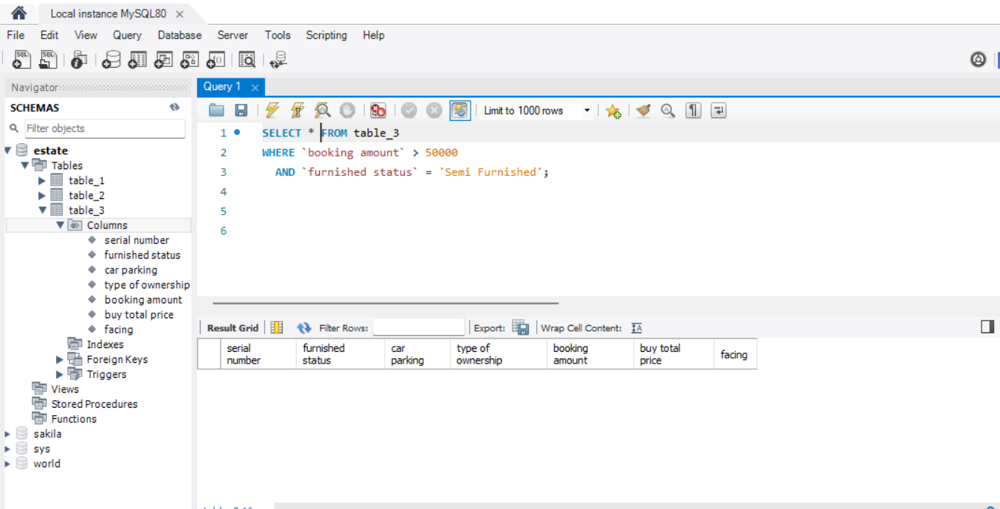 Local instance MySQL80
File Edit View Query Database Server Tools Scripting Help
Navigator
SCHEMAS
Filter objects
estate
Tables
table_1
table_2
table_3
Columns
serial number
furnished status
car parking
type of ownership
booking amount
buy total price
facing
Indexes
Foreign Keys
Triggers
Views
Stored Procedures
Functions
sakila
sys
world
Query 1
Limit to 1000 rows
1 SELECT * FROM table_3
2 WHERE `booking amount` > 50000
3 AND `furnished status` = 'Semi Furnished';
4
5
6
Result Grid Filter Rows: Export: Wrap Cell Content:
serial number
furnished status
car parking
type of ownership
booking amount
buy total price
facing